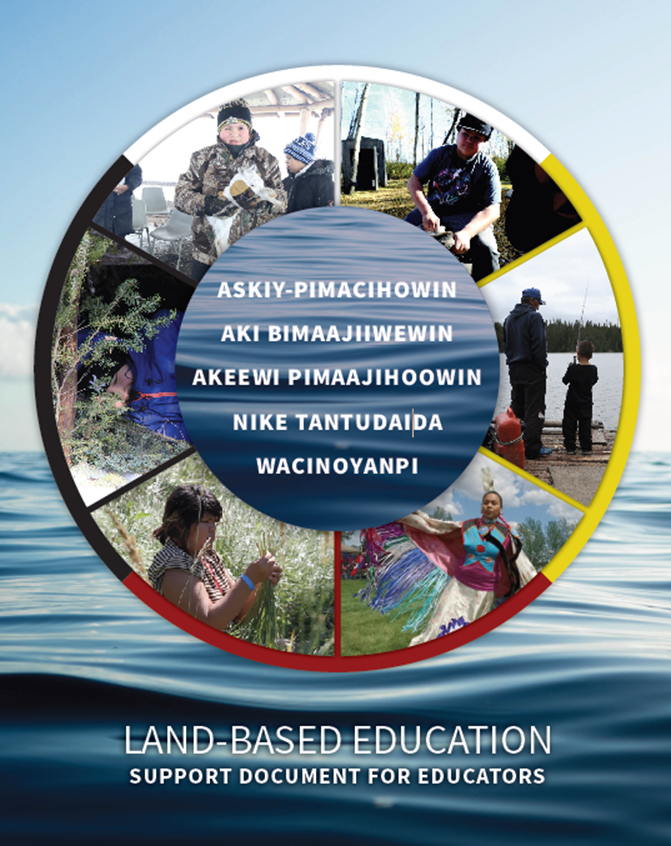 ASKIY-PIMACIHOWIN
AKI BIMAAJIIWEWIN
AKEEWI PIMAAJIHOOWIN
NIKE TANTUDAIDA
WACINOYANPI
LAND-BASED EDUCATION
SUPPORT DOCUMENT FOR EDUCATORS